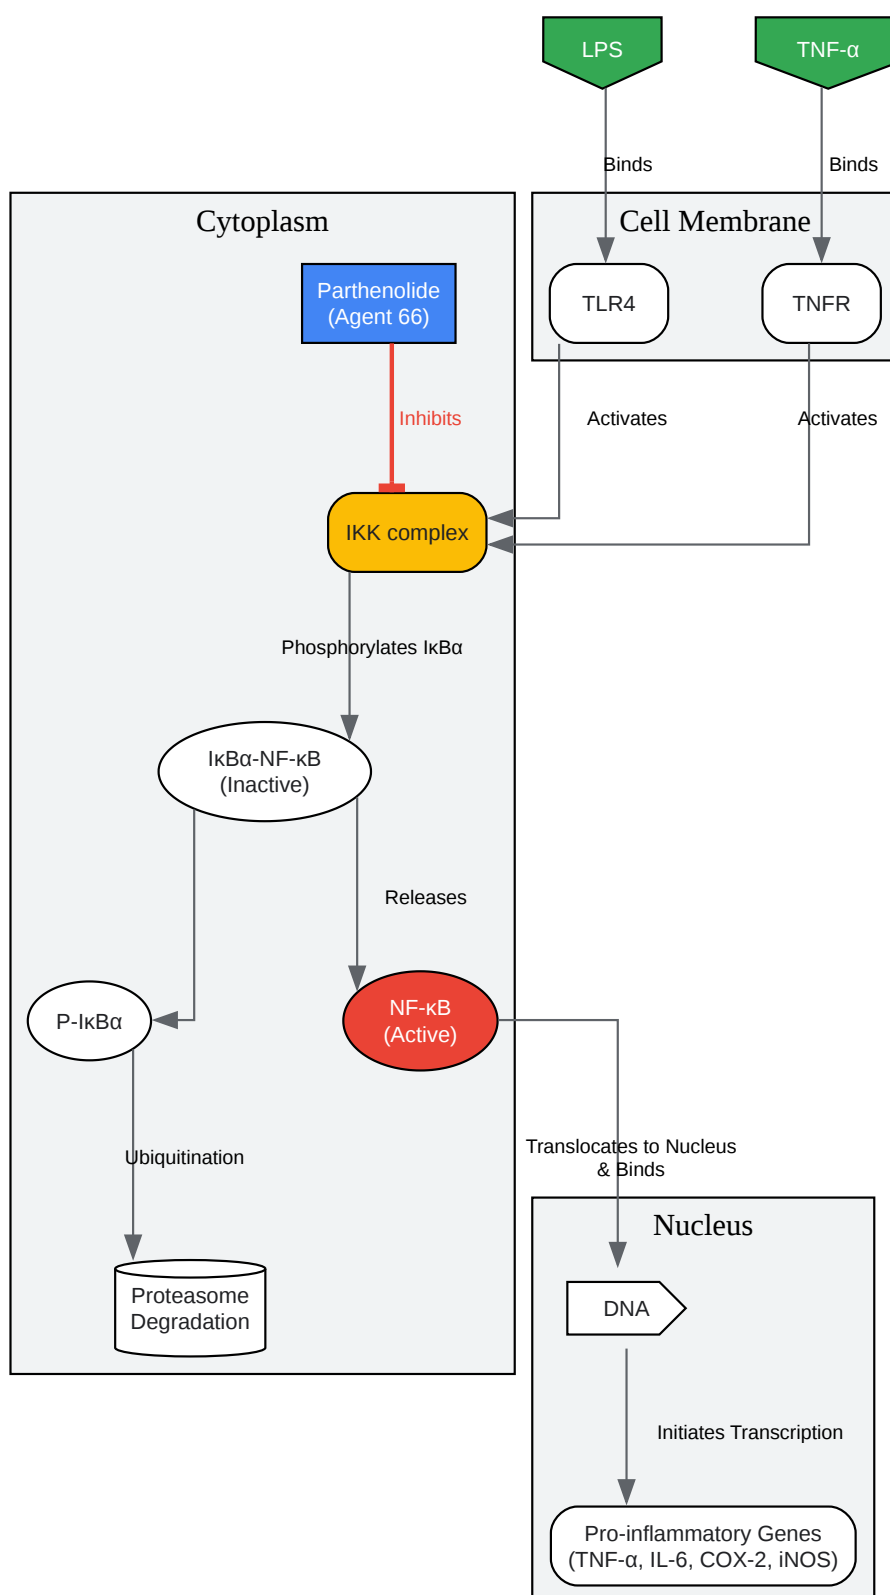 LPS
TNF-α
Binds
Binds
Cytoplasm
Cell Membrane
Parthenolide
(Agent 66)
TLR4
TNFR
Inhibits
Activates
Activates
IKK complex
Phosphorylates IκBα
IκBα-NF-κB
(Inactive)
Releases
P-IκBα
NF-κB
(Active)
Ubiquitination
Translocates to Nucleus
& Binds
Nucleus
Proteasome
Degradation
DNA
Initiates Transcription
Pro-inflammatory Genes
(TNF-α, IL-6, COX-2, iNOS)